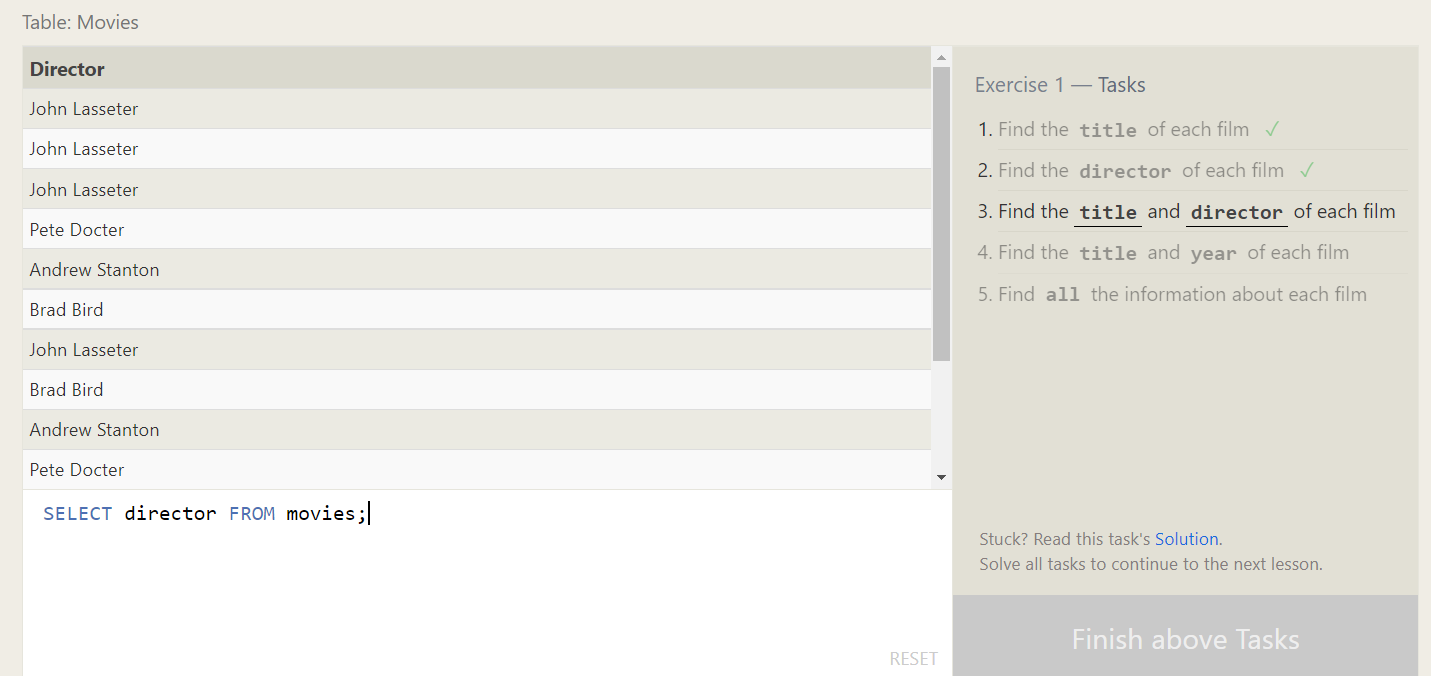 Table: Movies
Director
John Lasseter
John Lasseter
John Lasseter
Pete Docter
Andrew Stanton
Brad Bird
John Lasseter
Brad Bird
Andrew Stanton
Pete Docter
SELECT director FROM movies;
RESET
Exercise 1 — Tasks
1. Find the title of each film ✓
2. Find the director of each film ✓
3. Find the title and director of each film
4. Find the title and year of each film
5. Find all the information about each film
Stuck? Read this task's Solution.
Solve all tasks to continue to the next lesson.
Finish above Tasks